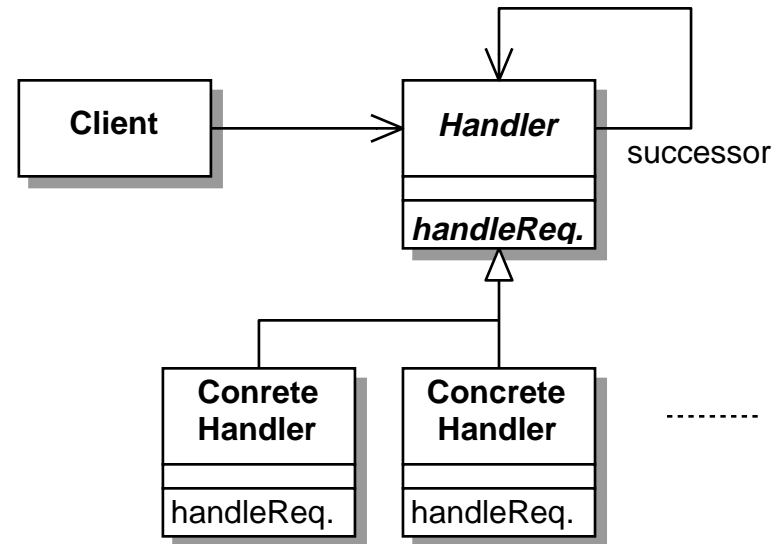 Client
Handler
successor
handleReq.
Conrete
Handler
handleReq.
Concrete
Handler
handleReq.